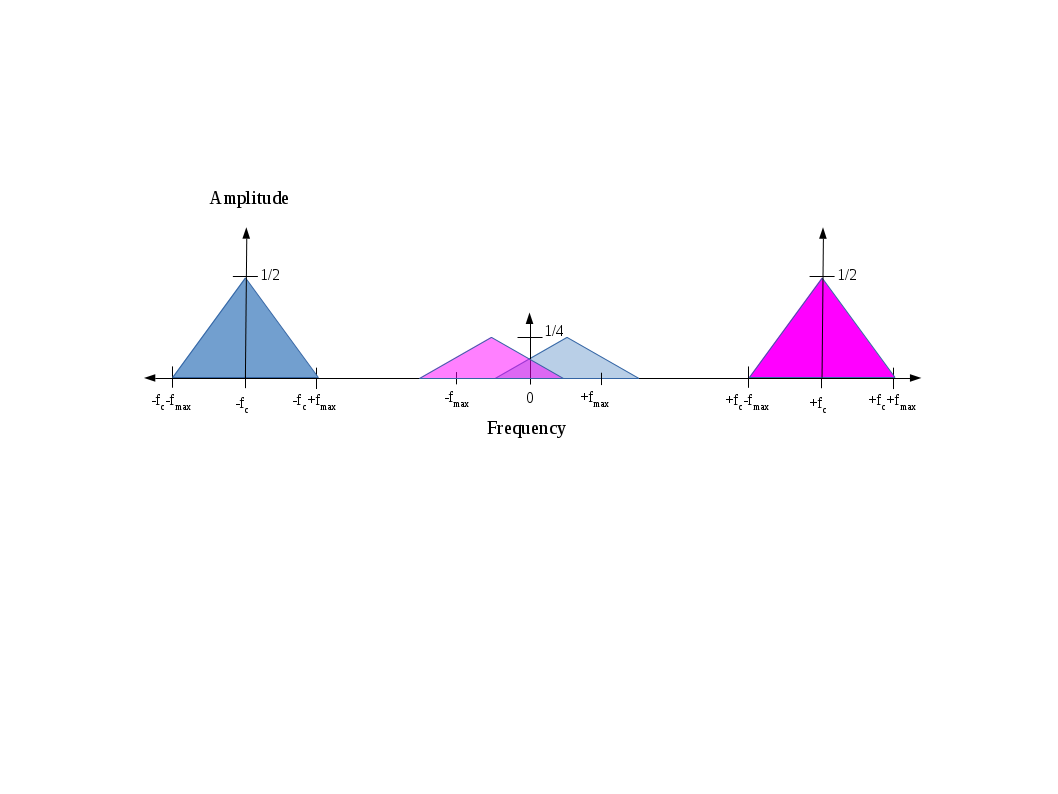 Amplitude
1/2
1/2
1/4
-fc-fmax
-fc
-fc+fmax
-fmax
0
+fmax
+fc-fmax
+fc
+fc+fmax
Frequency